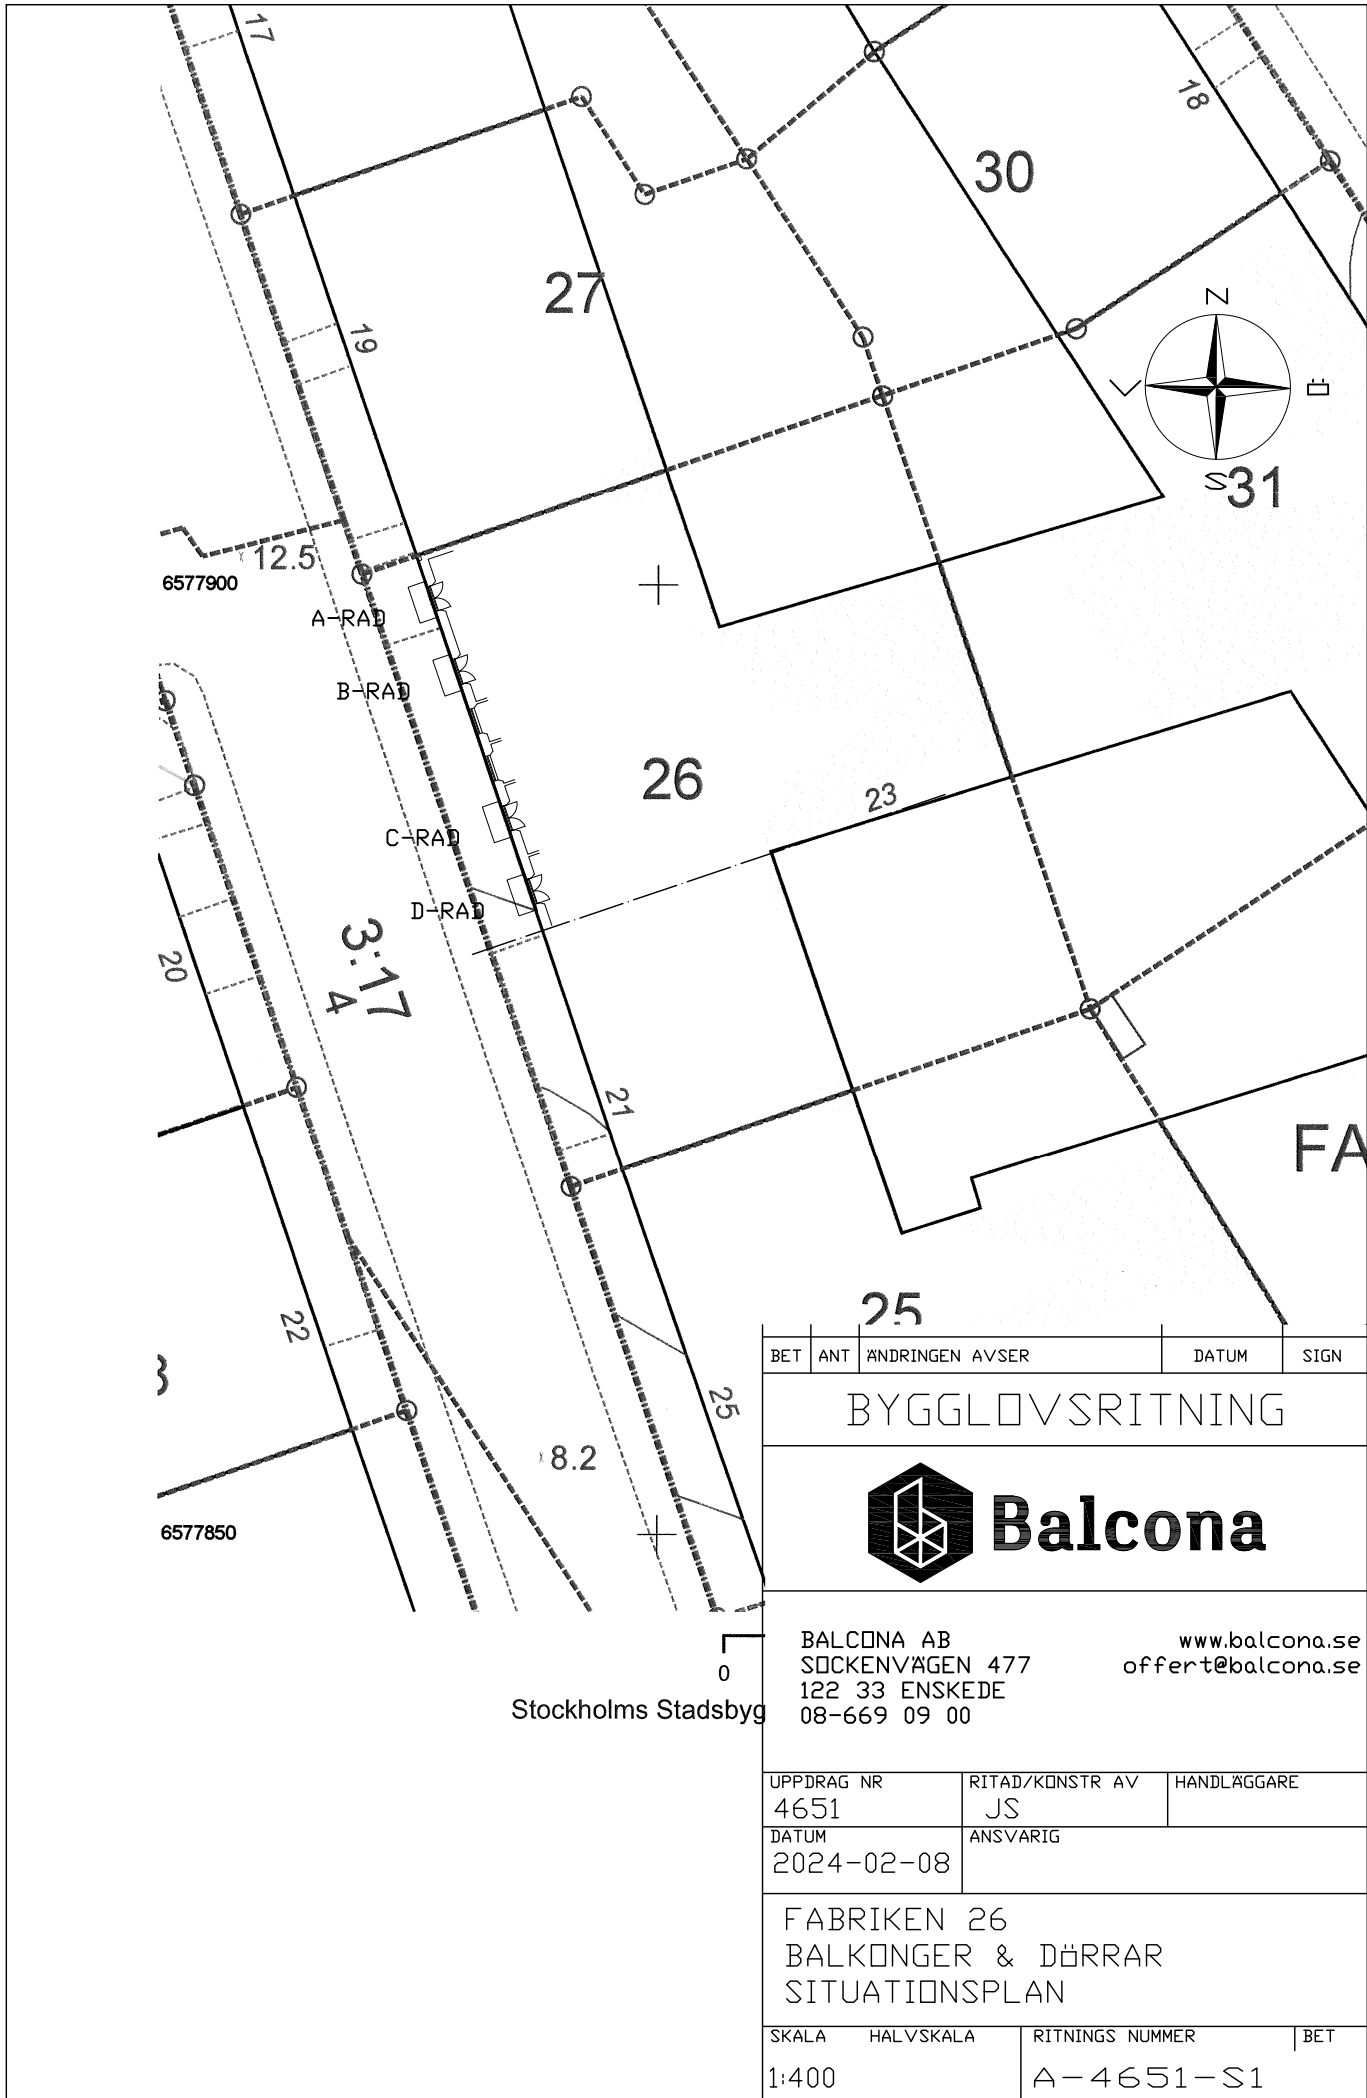 17
18
30
27
N
Ö
V
S
31
19
12.5
6577900
A-RAD
B-RAD
26
23
C-RAD
D-RAD
3:17
4
20
21
FA
22
25
25
8.2
6577850
0
Stockholms Stadsbyg
BET ANT ÄNDRINGEN AVSER DATUM SIGN
BYGGLOVSRITNING
Balcona
BALCONA AB www.balcona.se
SOCKENVÄGEN 477 offert@balcona.se
122 33 ENSKEDE
08-669 09 00
UPPDRAG NR RITAD/KONSTR AV HANDLÄGGARE
4651 JS
DATUM ANSVARIG
2024-02-08
FABRIKEN 26
BALKONGER & DöRRAR
SITUATIONSPLAN
SKALA HALVSKALA RITNINGS NUMMER BET
1:400 A-4651-S1